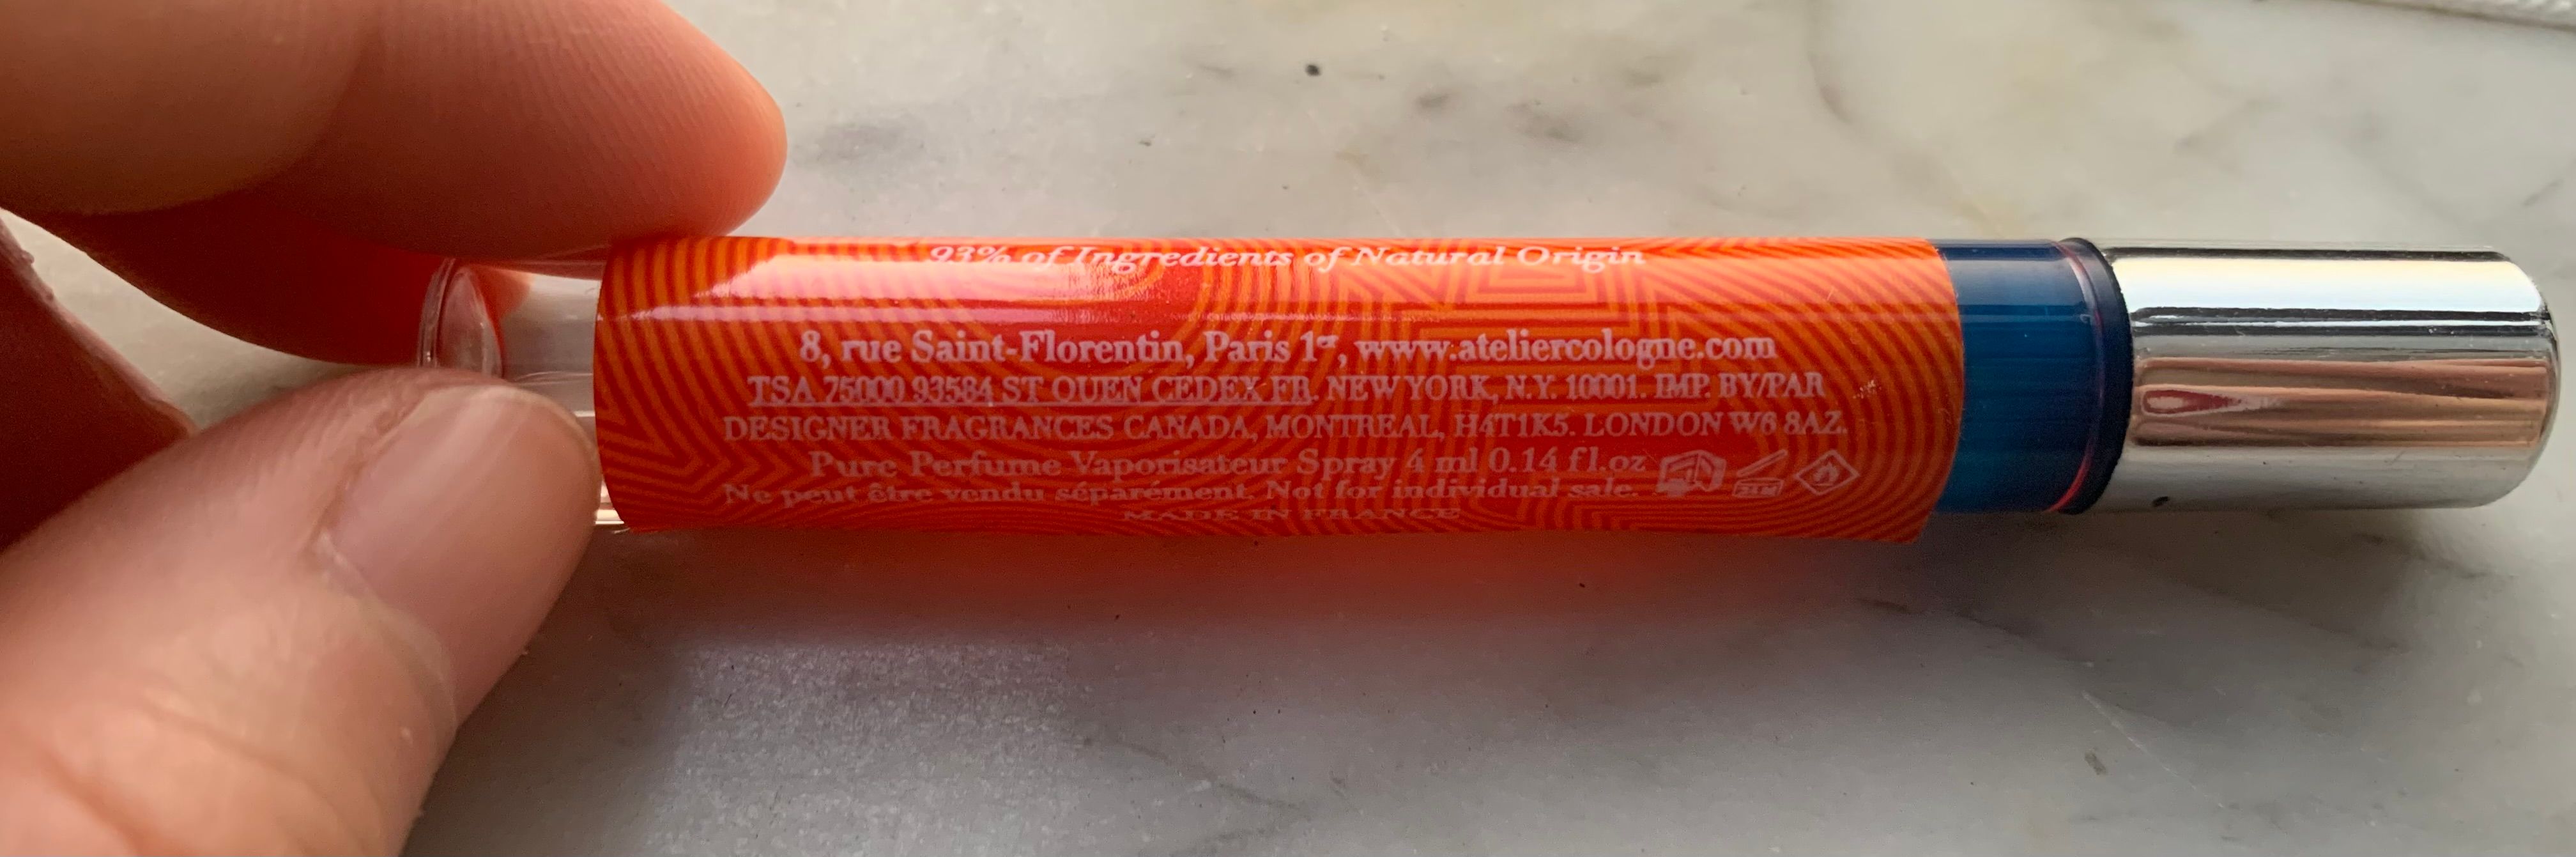 93% of Ingredients of Natural Origin
8, rue Saint-Florentin, Paris 1er, www.ateliercologne.com
TSA 75000 93584 ST OUEN CEDEX FR. NEW YORK, N.Y. 10001. IMP. BY/PAR
DESIGNER FRAGRANCES CANADA, MONTREAL, H4T1K5. LONDON W6 8AZ.
Pure Perfume Vaporisateur Spray 4 ml 0.14 fl.oz
Ne peut être vendu séparément. Not for individual sale. 24M
MADE IN FRANCE